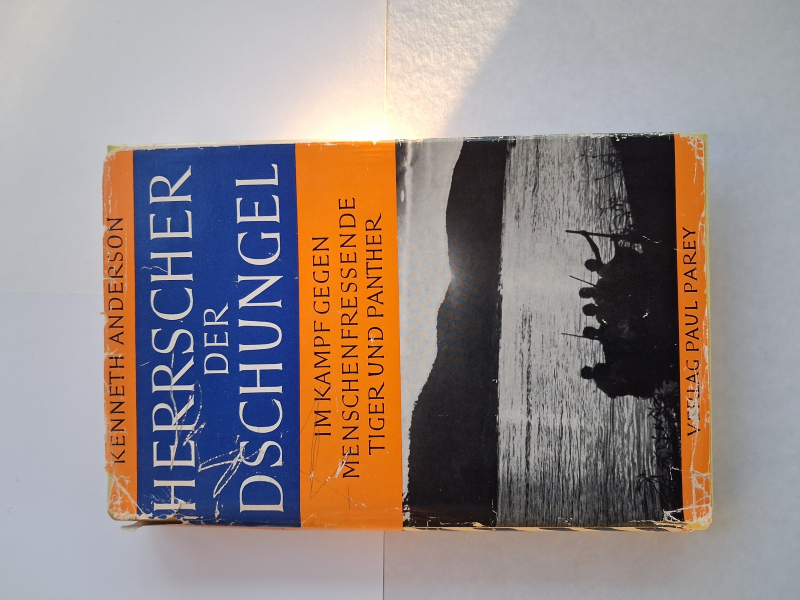 KENNETH ANDERSON
HERRSCHER
DER
DSCHUNGEL
IM KAMPF GEGEN
MENSCHENFRESSENDE
TIGER UND PANTHER
VERLAG PAUL PAREY